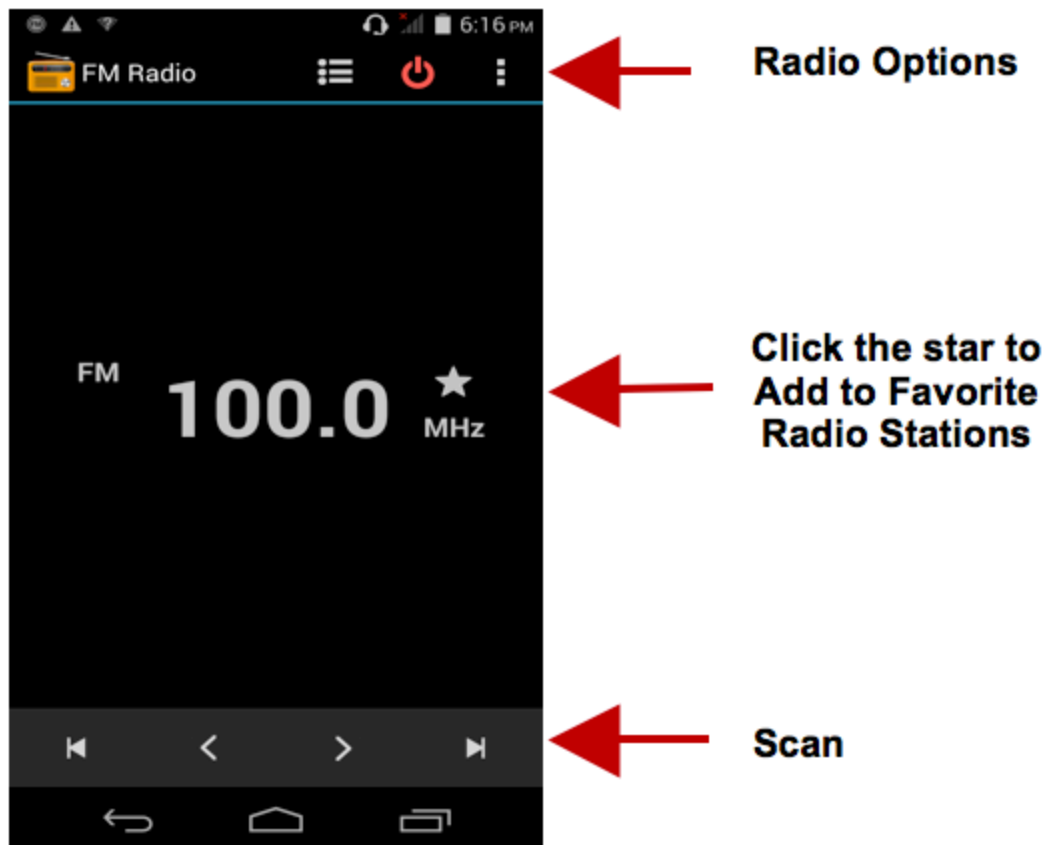 6:16 PM
FM Radio
Radio Options
FM
100.0
MHz
Click the star to
Add to Favorite
Radio Stations
Scan